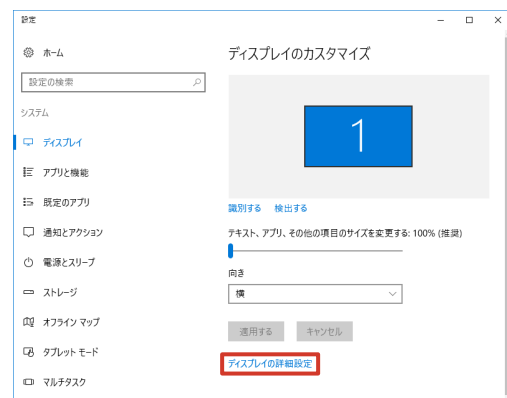 設定
ホーム
設定の検索
システム
ディスプレイ
アプリと機能
既定のアプリ
通知とアクション
電源とスリープ
ストレージ
オフライン マップ
タブレット モード
マルチタスク
ディスプレイのカスタマイズ
1
識別する 検出する
テキスト、アプリ、その他の項目のサイズを変更する: 100% (推奨)
向き
横
適用する キャンセル
ディスプレイの詳細設定